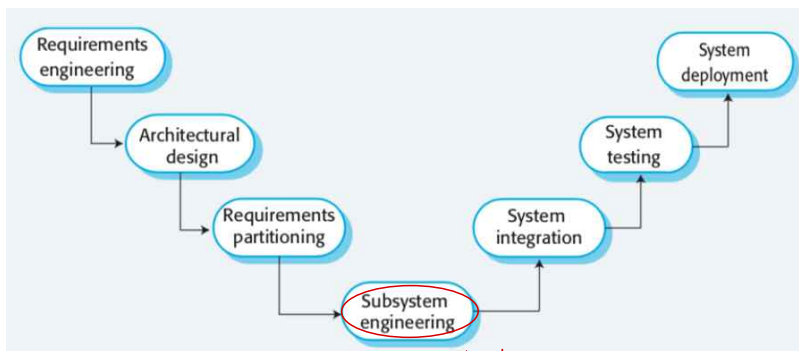 Requirements
engineering
Architectural
design
Requirements
partitioning
Subsystem
engineering
System
integration
System
testing
System
deployment